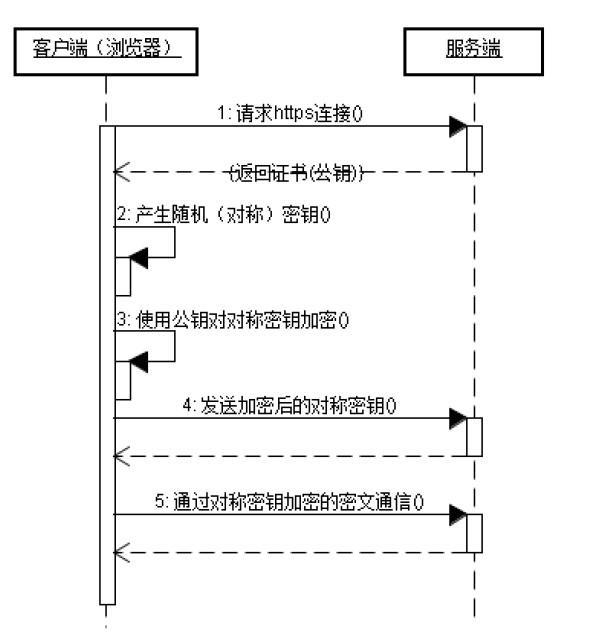 客户端（浏览器）
服务端
1: 请求https连接()
(返回证书(公钥))
2: 产生随机（对称）密钥()
3: 使用公钥对对称密钥加密()
4: 发送加密后的对称密钥()
5: 通过对称密钥加密的密文通信()